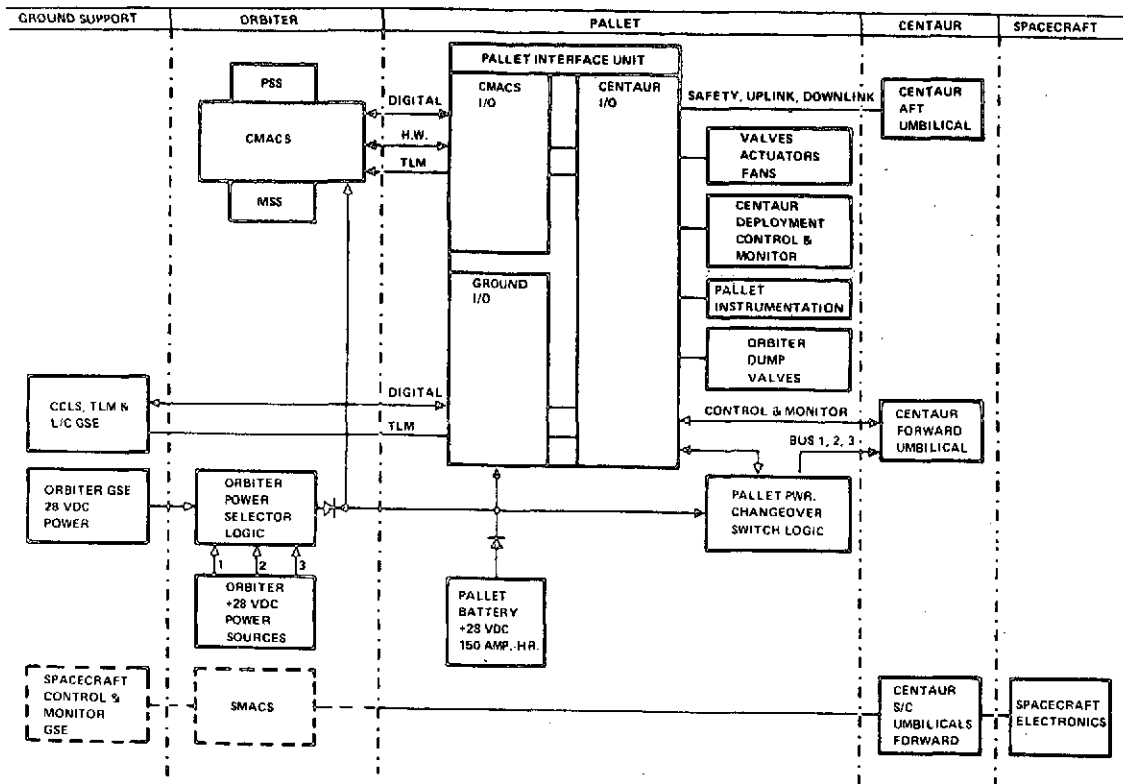 GROUND SUPPORT
ORBITER
PALLET
CENTAUR
SPACECRAFT
PSS
CMACS
MSS
DIGITAL
H.W.
TLM
PALLET INTERFACE UNIT
CMACS
I/O
CENTAUR
I/O
GROUND
I/O
SAFETY, UPLINK, DOWNLINK
CENTAUR
AFT
UMBILICAL
VALVES
ACTUATORS
FANS
CENTAUR
DEPLOYMENT
CONTROL &
MONITOR
PALLET
INSTRUMENTATION
ORBITER
DUMP
VALVES
CCLS, TLM &
L/C GSE
DIGITAL
TLM
CONTROL & MONITOR
BUS 1, 2, 3
CENTAUR
FORWARD
UMBILICAL
ORBITER GSE
28 VDC
POWER
ORBITER
POWER
SELECTOR
LOGIC
1
2
3
ORBITER
+28 VDC
POWER
SOURCES
PALLET
BATTERY
+28 VDC
150 AMP.-HR.
PALLET PWR.
CHANGEOVER
SWITCH LOGIC
SPACECRAFT
CONTROL &
MONITOR
GSE
SMACS
CENTAUR
S/C
UMBILICALS
FORWARD
SPACECRAFT
ELECTRONICS